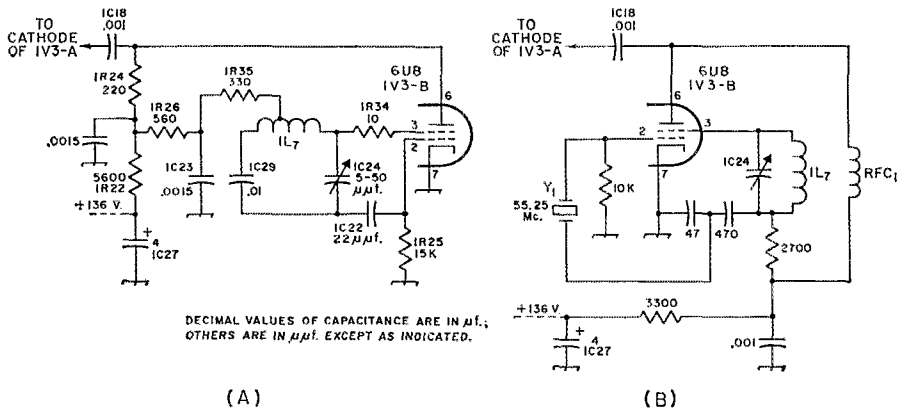 TO
CATHODE
OF 1V3-A
1C18
.001
1R24
220
.0015
1R26
560
5600
1R22
+136 V.
+
4
1C27
1R35
330
1C23
.0015
1C29
.01
1L7
1R34
10
1C24
5-50
μμf.
1C22
22μμf.
1R25
15K
6U8
1V3-B
6
3
2
7
DECIMAL VALUES OF CAPACITANCE ARE IN μf.;
OTHERS ARE IN μμf. EXCEPT AS INDICATED.
(A)
TO
CATHODE
OF 1V3-A
1C18
.001
6U8
1V3-B
6
3
2
7
Y1
55.25
Mc.
10K
47
470
1C24
1L7
RFC1
2700
3300
+136 V.
+
4
1C27
.001
(B)